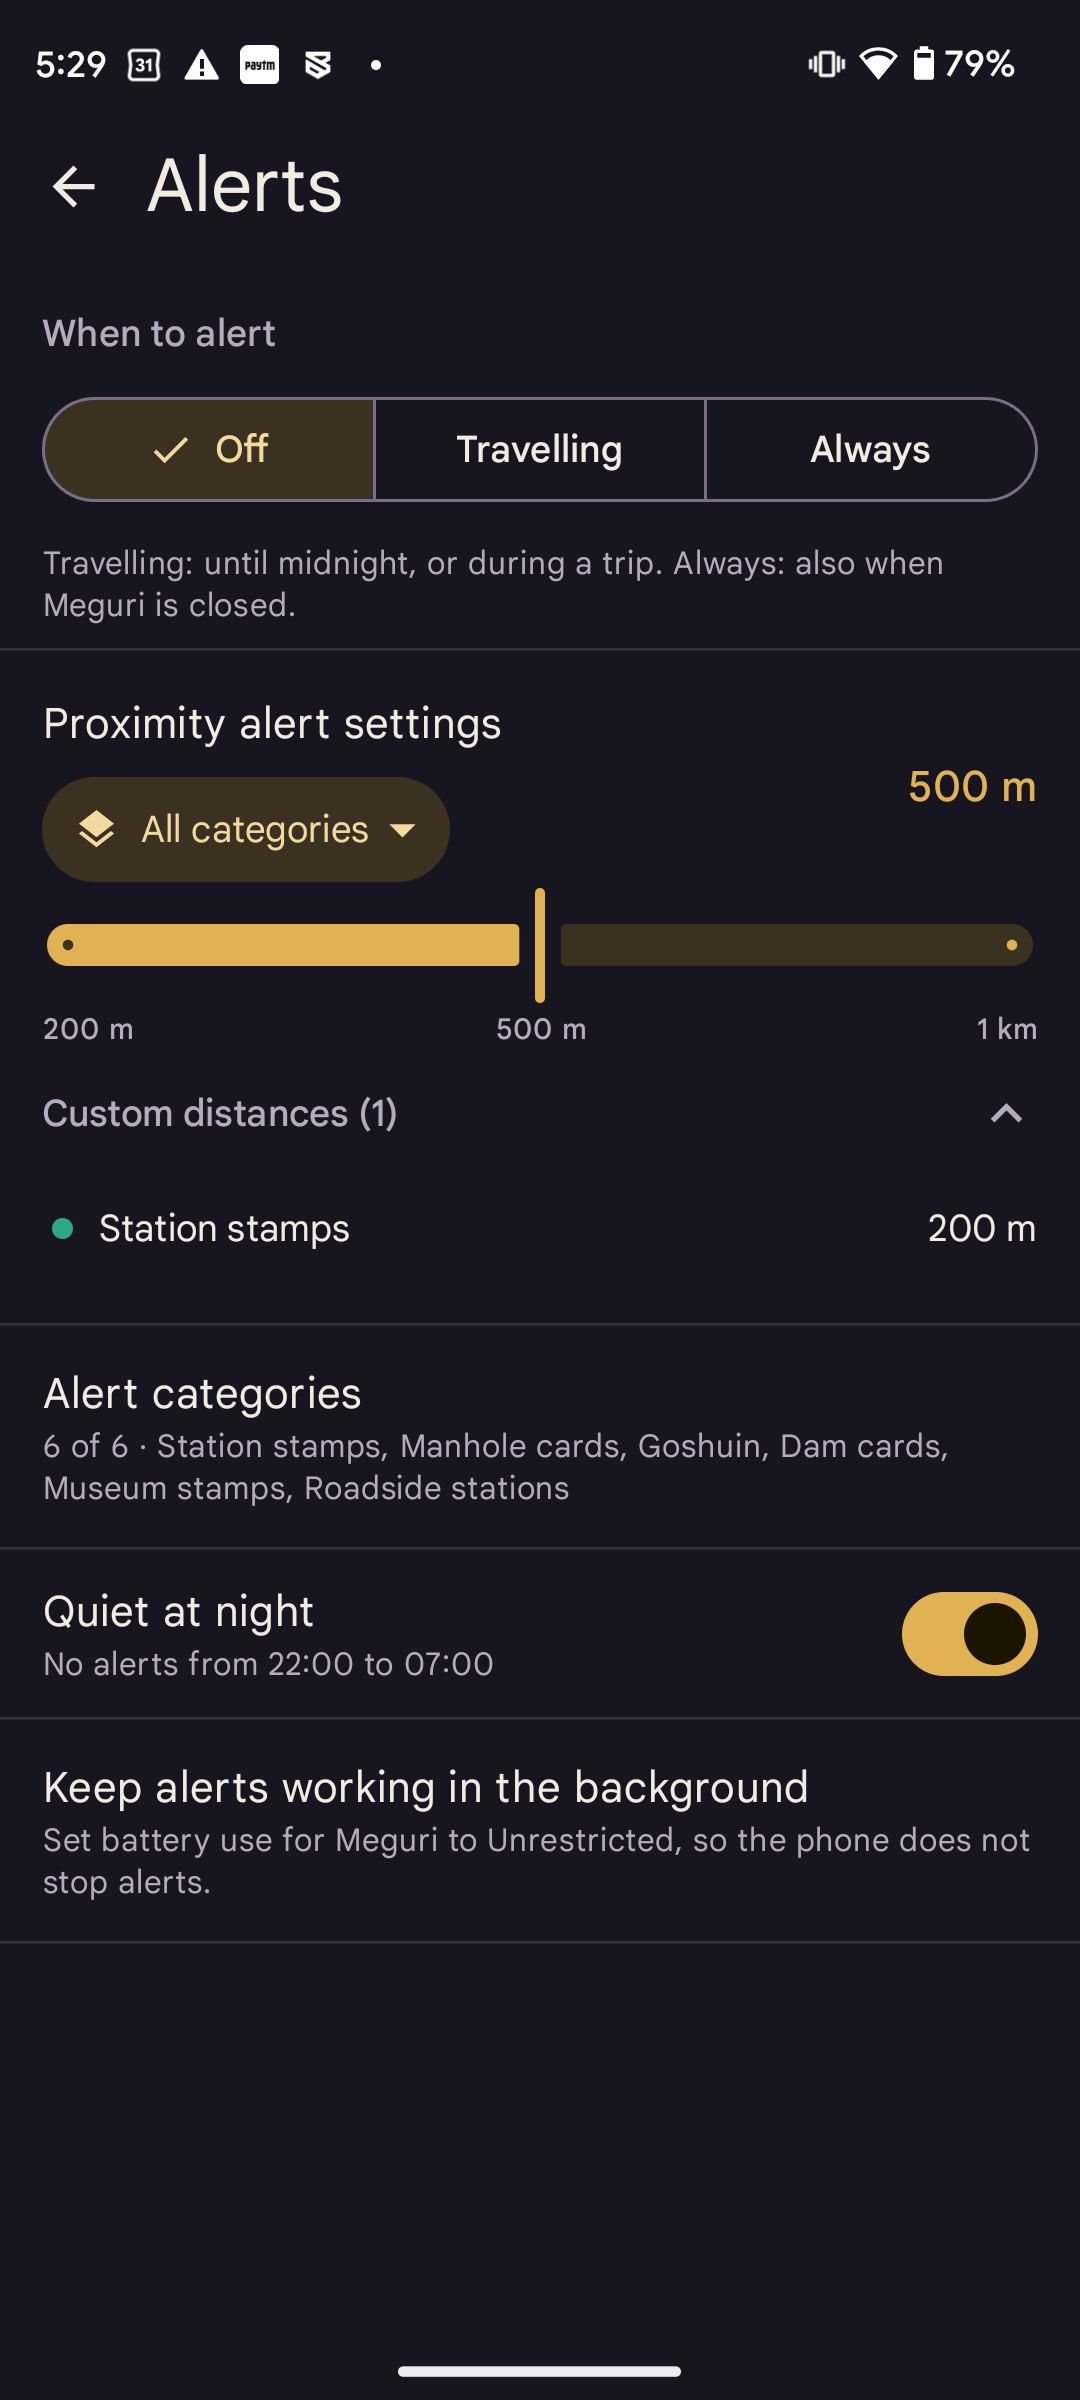 5:29 31 paytm 79%
Alerts
When to alert
Off Travelling Always
Travelling: until midnight, or during a trip. Always: also when
Meguri is closed.
Proximity alert settings
500 m
All categories
200 m 500 m 1 km
Custom distances (1)
Station stamps 200 m
Alert categories
6 of 6 · Station stamps, Manhole cards, Goshuin, Dam cards,
Museum stamps, Roadside stations
Quiet at night
No alerts from 22:00 to 07:00
Keep alerts working in the background
Set battery use for Meguri to Unrestricted, so the phone does not
stop alerts.